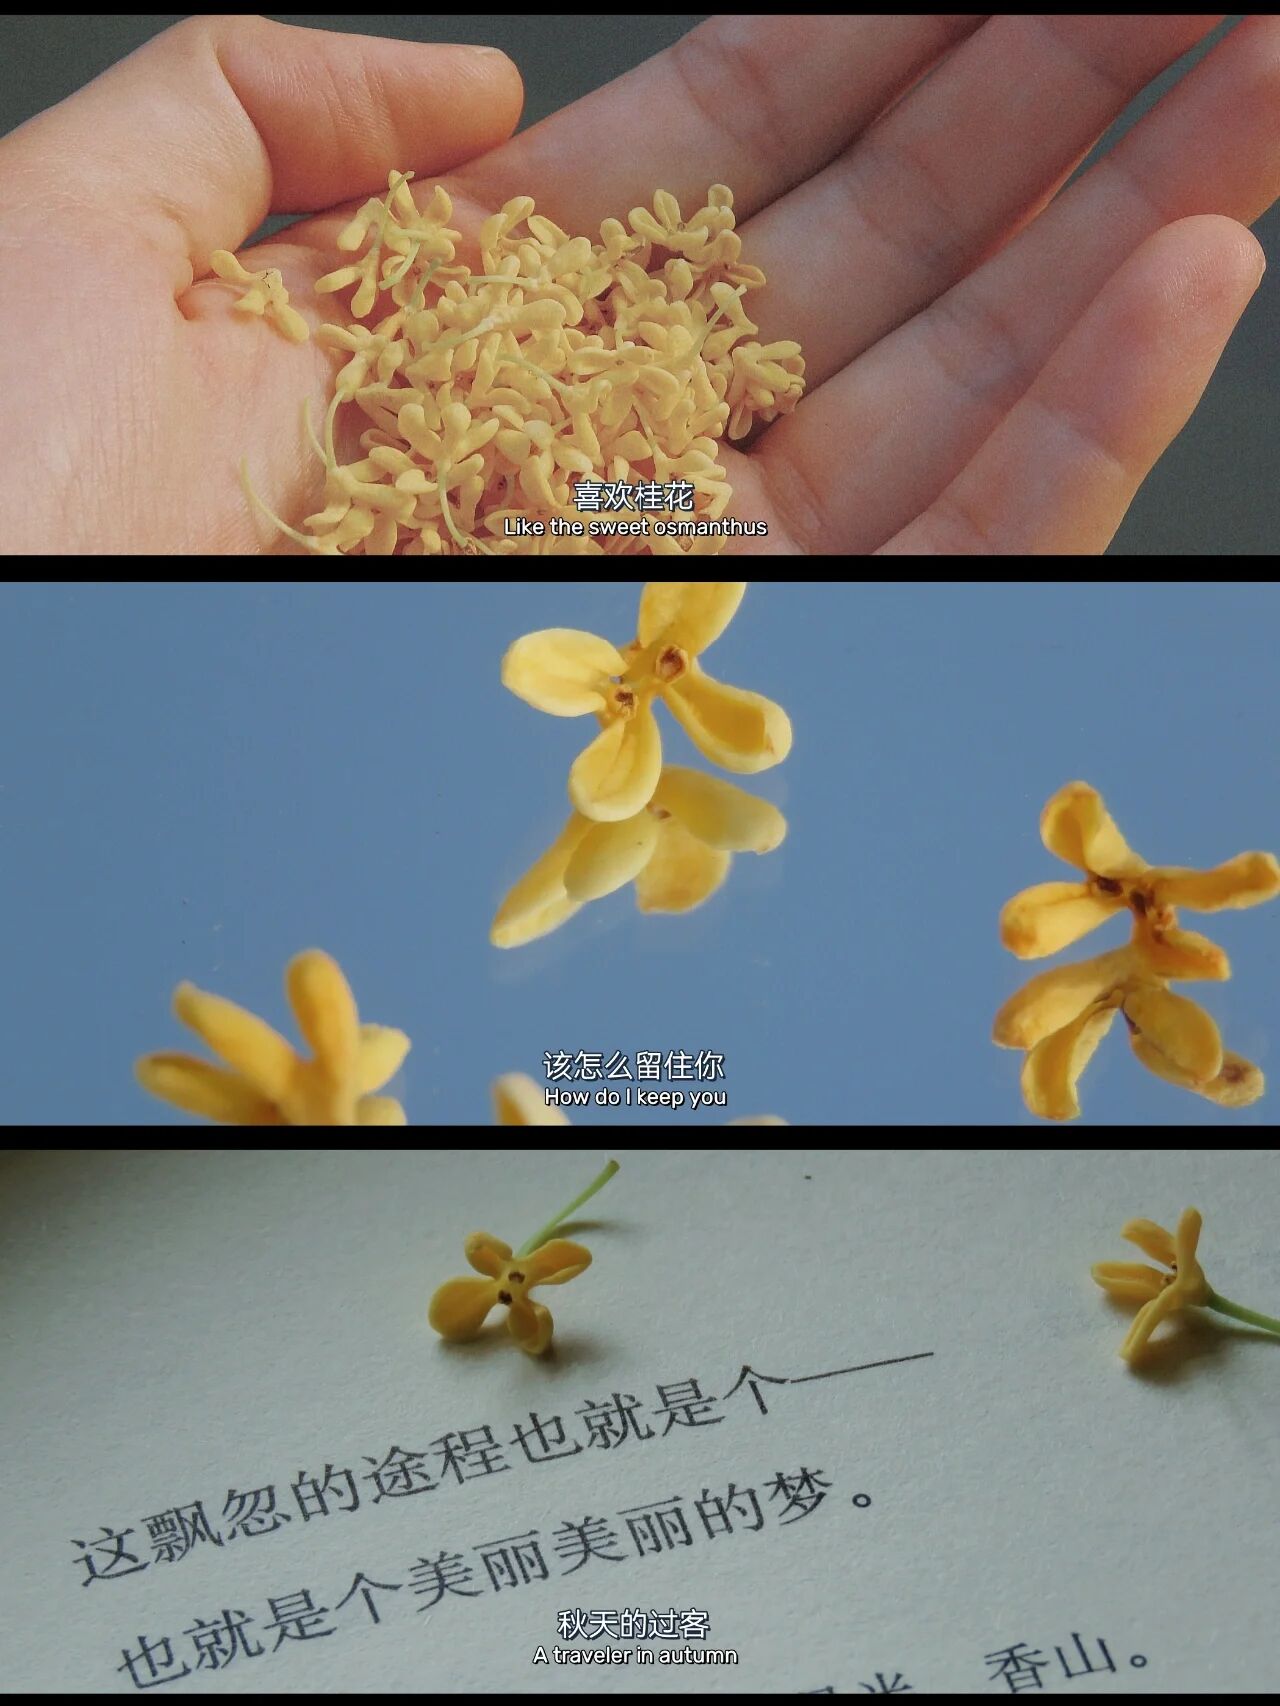 喜欢桂花
Like the sweet osmanthus
该怎么留住你
How do I keep you
这飘忽的途程也就是个——
也就是个美丽美丽的梦。
香山。
秋天的过客
A traveler in autumn